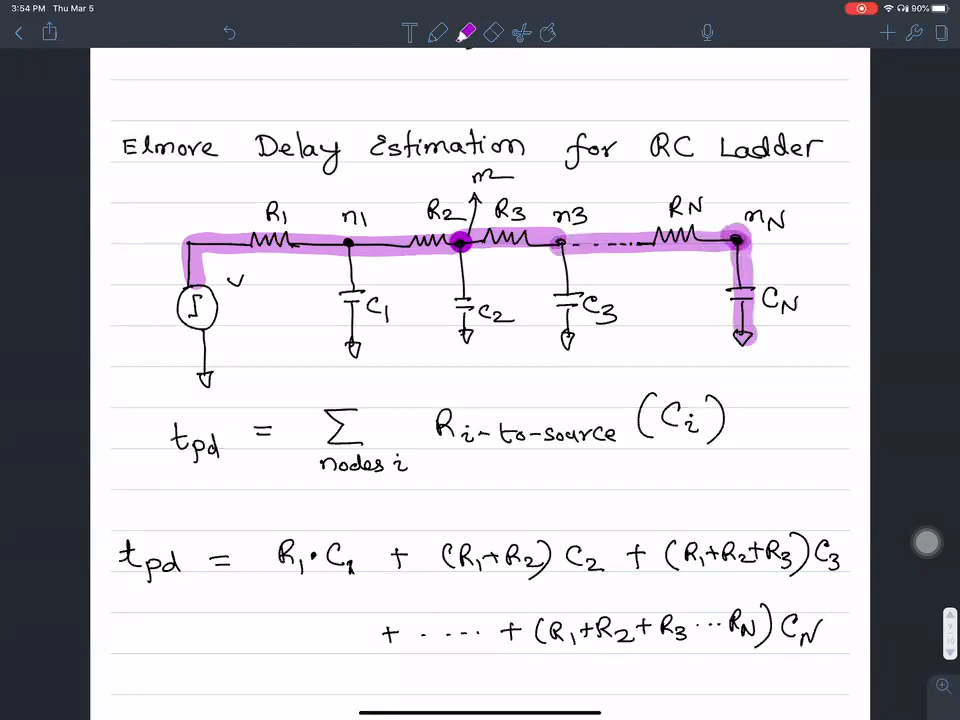 3:54 PM Thu Mar 5
90%
Elmore Delay Estimation for RC Ladder
R1 n1 R2 R3 n3 RN nN
V
C1 C2 C3 CN
tpd = Σ Ri-to-source (Ci)
nodes i
tpd = R1 • C1 + (R1+R2) C2 + (R1+R2+R3) C3
+ ..... + (R1+R2+R3 ... RN) CN